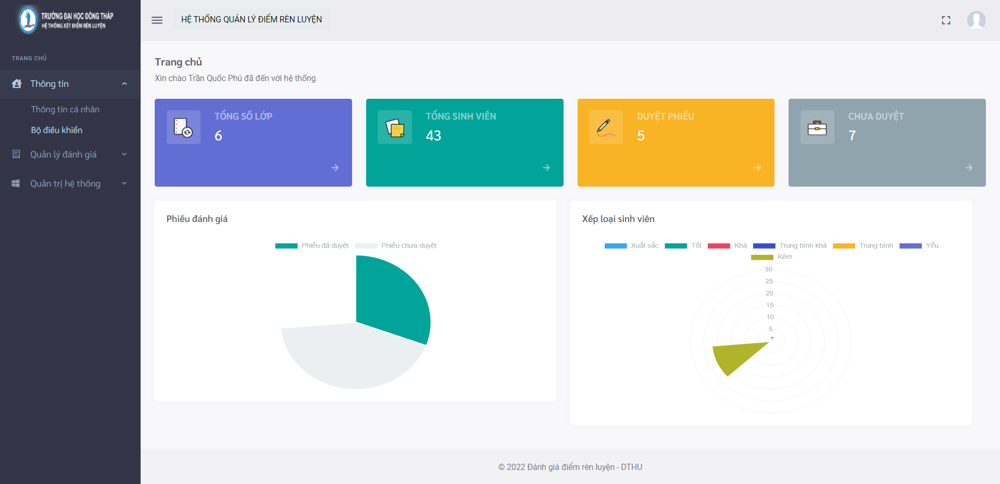 TRƯỜNG ĐẠI HỌC ĐỒNG THÁP
HỆ THỐNG XÉT ĐIỂM RÈN LUYỆN
HỆ THỐNG QUẢN LÝ ĐIỂM RÈN LUYỆN
TRANG CHỦ
Thông tin
Thông tin cá nhân
Bộ điều khiển
Quản lý đánh giá
Quản trị hệ thống
Trang chủ
Xin chào Trần Quốc Phú đã đến với hệ thống
TỔNG SỐ LỚP
6
TỔNG SINH VIÊN
43
DUYỆT PHIẾU
5
CHƯA DUYỆT
7
Phiếu đánh giá
Phiếu đã duyệt Phiếu chưa duyệt
Xếp loại sinh viên
Xuất sắc Tốt Khá Trung bình khá Trung bình Yếu
Kém
30
25
20
15
10
5
© 2022 Đánh giá điểm rèn luyện - DTHU